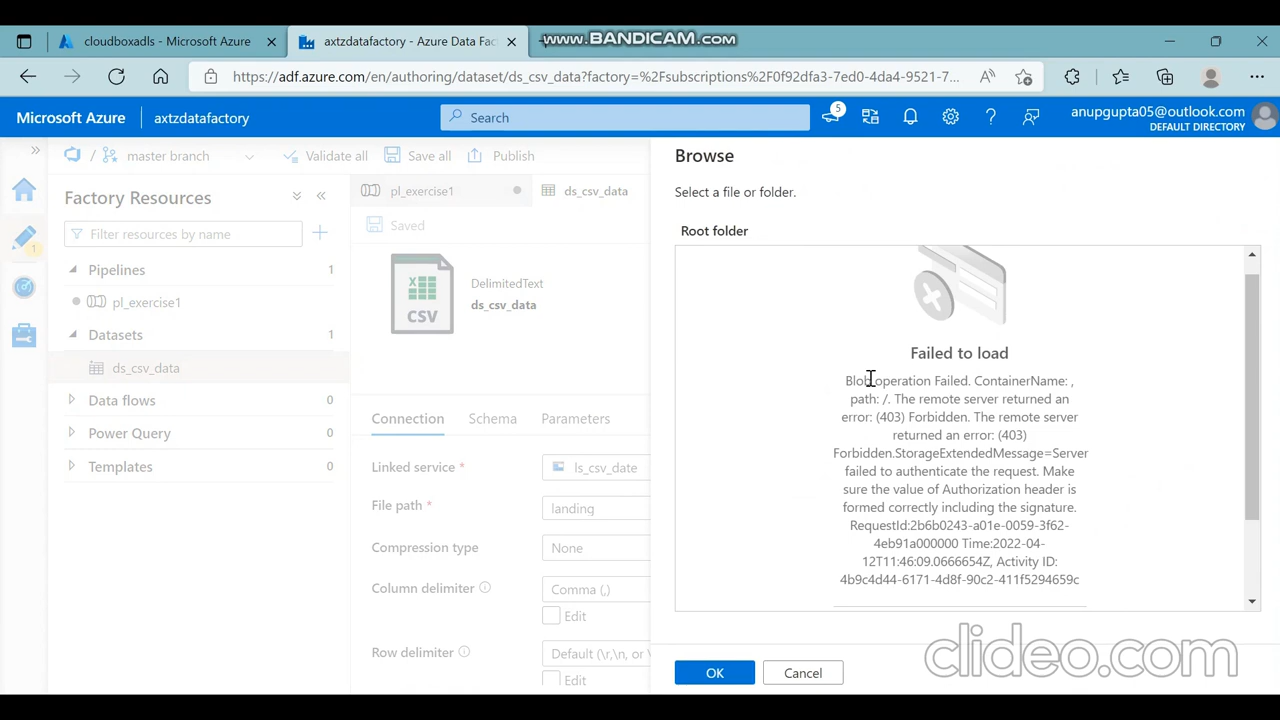 cloudboxadls - Microsoft Azure
axtzdatafactory - Azure Data Fac
www.BANDICAM.com
https://adf.azure.com/en/authoring/dataset/ds_csv_data?factory=%2Fsubscriptions%2F0f92dfa3-7ed0-4da4-9521-7...
Microsoft Azure
axtzdatafactory
Search
5
anupgupta05@outlook.com
DEFAULT DIRECTORY
master branch
Validate all
Save all
Publish
Factory Resources
Filter resources by name
Pipelines 1
pl_exercise1
Datasets 1
ds_csv_data
Data flows 0
Power Query 0
Templates 0
1
pl_exercise1
ds_csv_data
Saved
CSV
DelimitedText
ds_csv_data
Connection
Schema
Parameters
Linked service *
ls_csv_date
File path *
landing
Compression type
None
Column delimiter
Comma (,)
Edit
Row delimiter
Default (\r,\n, or \
Edit
Browse
Select a file or folder.
Root folder
Failed to load
Blob operation Failed. ContainerName: ,
path: /. The remote server returned an
error: (403) Forbidden. The remote server
returned an error: (403)
Forbidden.StorageExtendedMessage=Server
failed to authenticate the request. Make
sure the value of Authorization header is
formed correctly including the signature.
RequestId:2b6b0243-a01e-0059-3f62-
4eb91a000000 Time:2022-04-
12T11:46:09.0666654Z, Activity ID:
4b9c4d44-6171-4d8f-90c2-411f5294659c
OK
Cancel
clideo.com